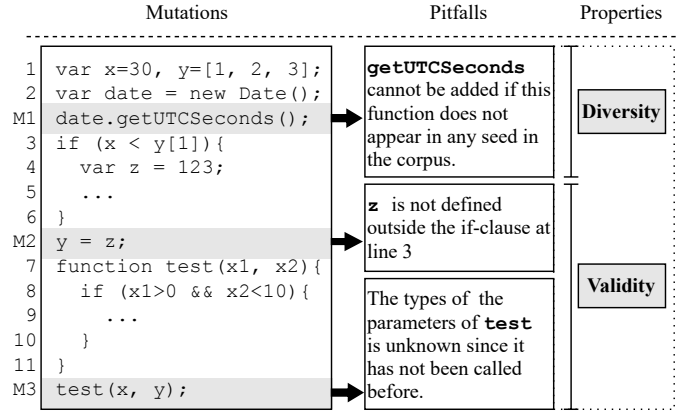 Mutations Pitfalls Properties
1 var x=30, y=[1, 2, 3];
2 var date = new Date();
M1 date.getUTCSeconds();
3 if (x < y[1]){
4 var z = 123;
5 ...
6 }
M2 y = z;
7 function test(x1, x2){
8 if (x1>0 && x2<10){
9 ...
10 }
11 }
M3 test(x, y);
getUTCSeconds
cannot be added if this
function does not
appear in any seed in
the corpus.
z is not defined
outside the if-clause at
line 3
The types of the
parameters of test
is unknown since it
has not been called
before.
Diversity
Validity